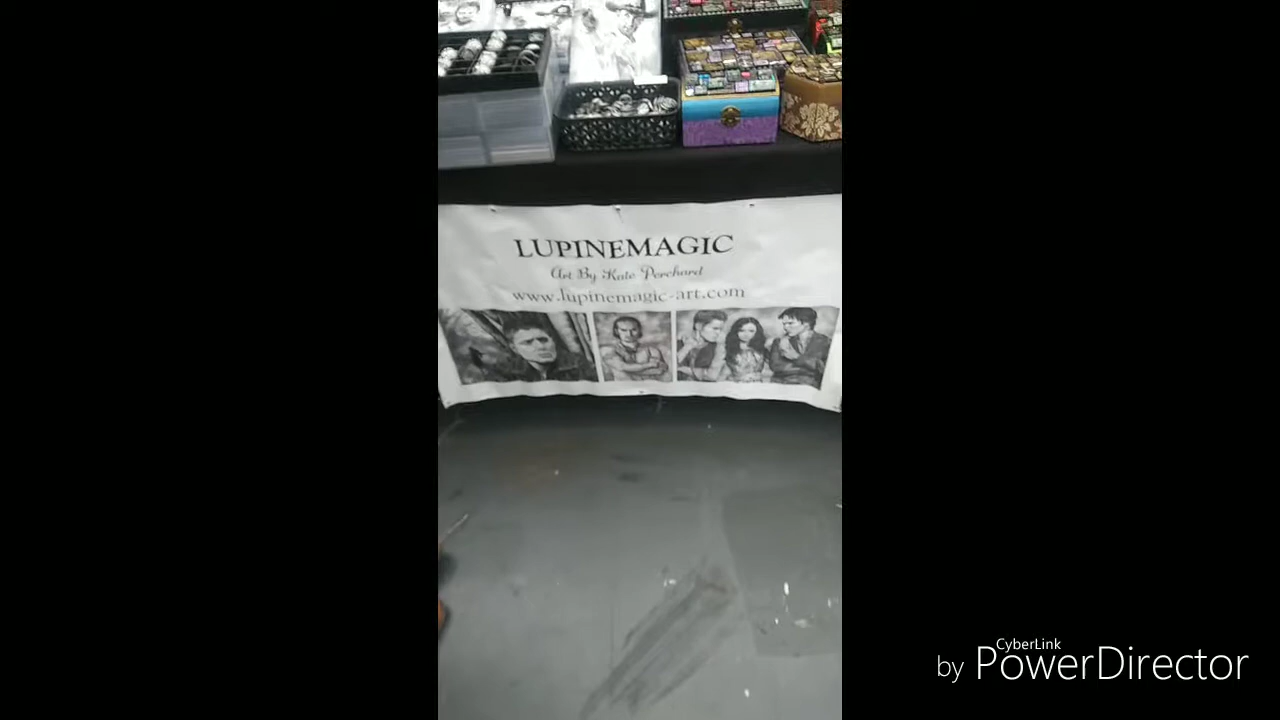 LUPINEMAGIC
Art By Kate Perchard
www.lupinemagic-art.com
CyberLink
by PowerDirector